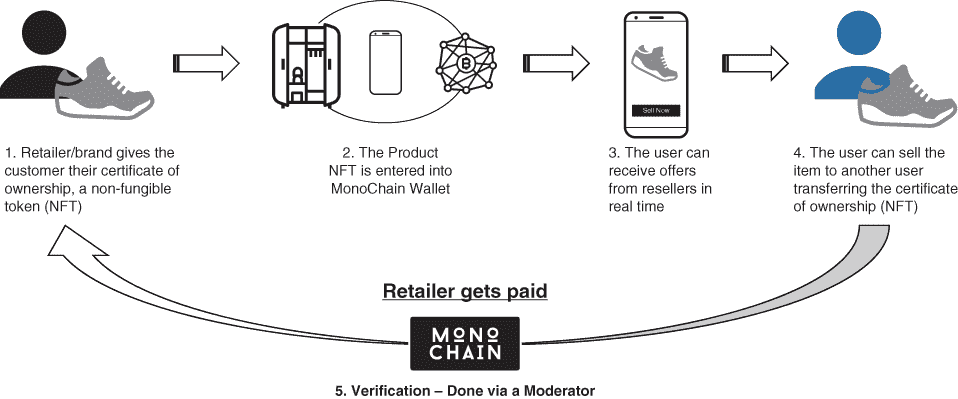 Sell Now
1. Retailer/brand gives the
customer their certificate of
ownership, a non-fungible
token (NFT)
2. The Product
NFT is entered into
MonoChain Wallet
3. The user can
receive offers
from resellers in
real time
4. The user can sell the
item to another user
transferring the certificate
of ownership (NFT)
Retailer gets paid
MONO
CHAIN
5. Verification – Done via a Moderator